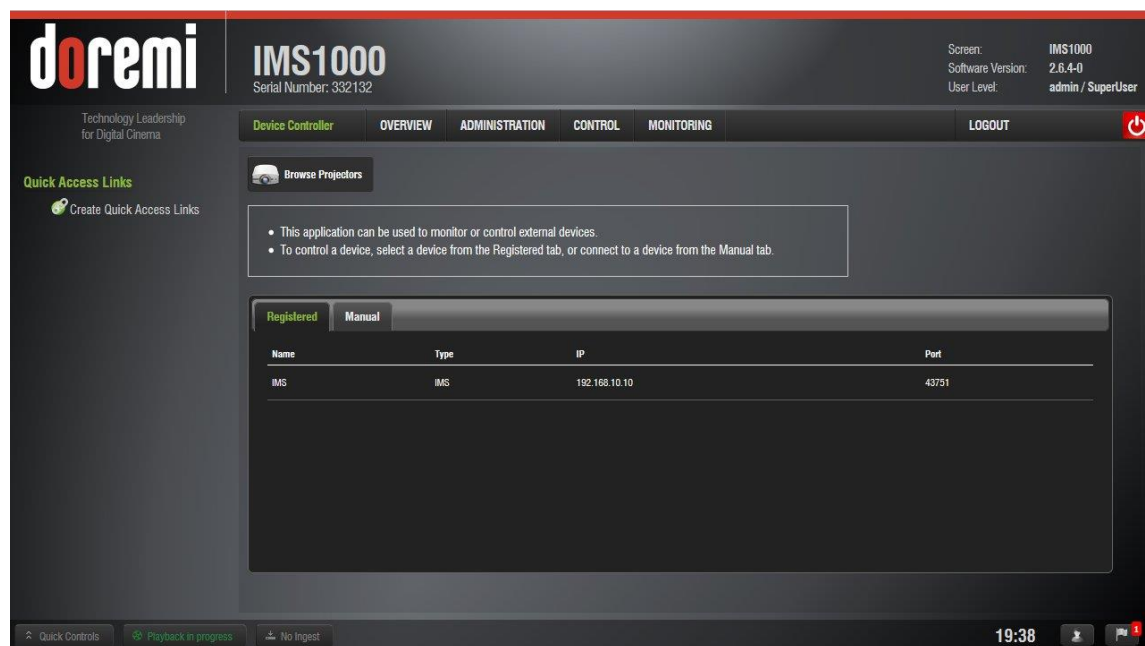 doremi
IMS1000
Serial Number: 332132
Screen: IMS1000
Software Version: 2.6.4-0
User Level: admin / SuperUser
Technology Leadership
for Digital Cinema
Device Controller OVERVIEW ADMINISTRATION CONTROL MONITORING LOGOUT
Quick Access Links
Create Quick Access Links
Browse Projectors
• This application can be used to monitor or control external devices.
• To control a device, select a device from the Registered tab, or connect to a device from the Manual tab.
Registered Manual
Name Type IP Port
IMS IMS 192.168.10.10 43751
Quick Controls Playback in progress No Ingest 19:38 1